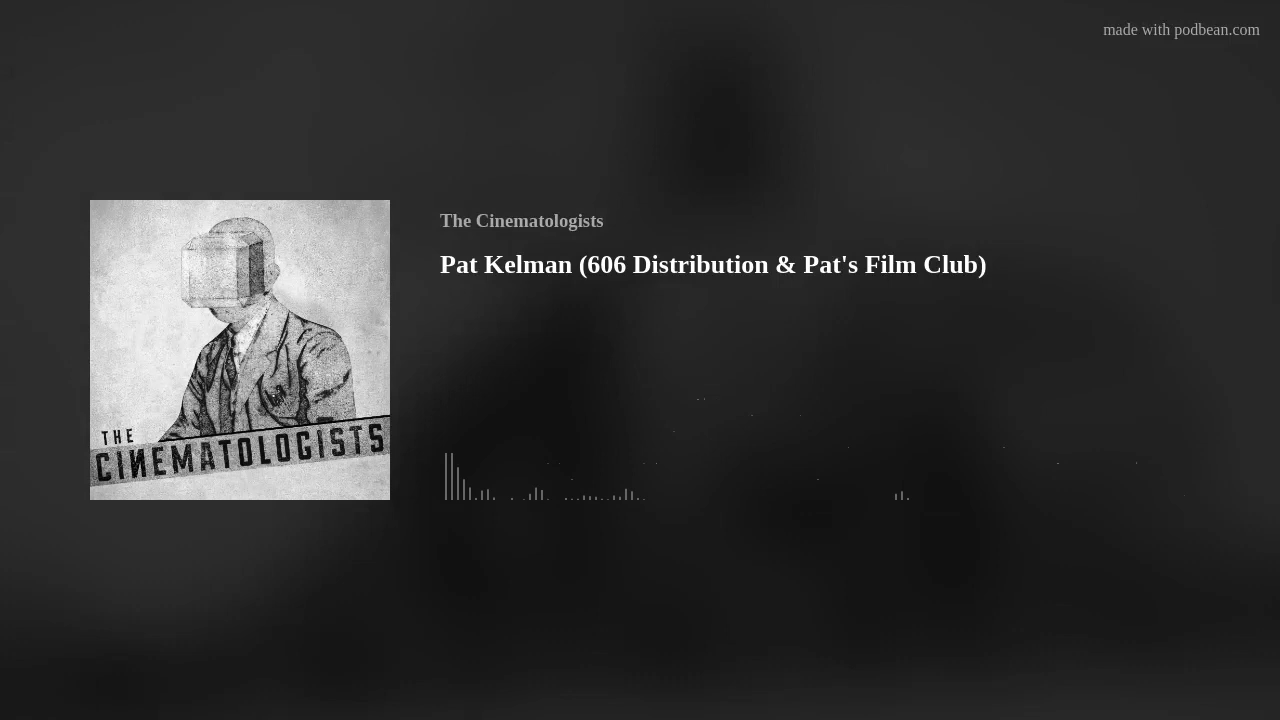 made with podbean.com
The Cinematologists
Pat Kelman (606 Distribution & Pat's Film Club)
THE
CINEMATOLOGISTS